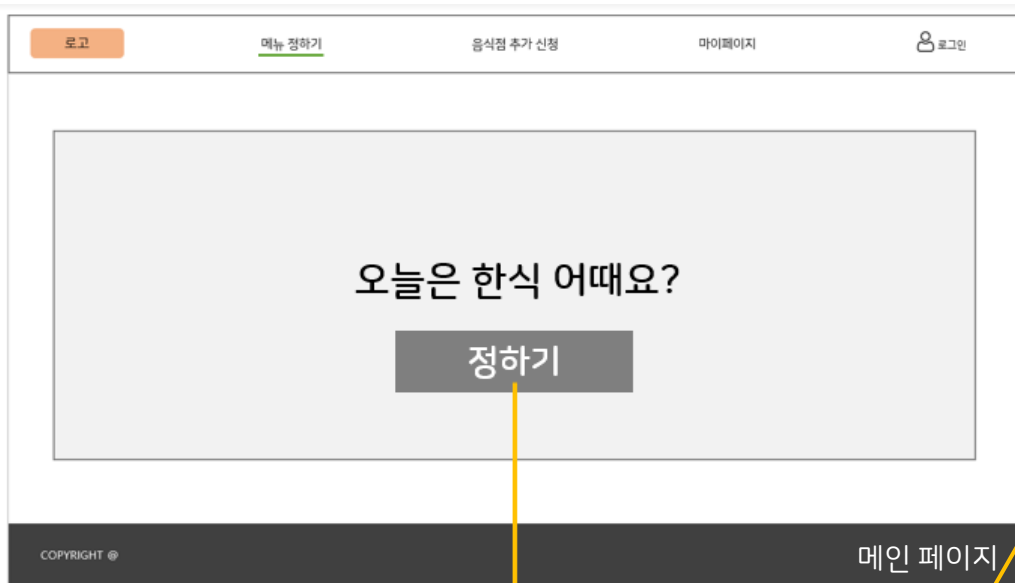 로고
메뉴 정하기
음식점 추가 신청
마이페이지
로그인
오늘은 한식 어때요?
정하기
COPYRIGHT @
메인 페이지